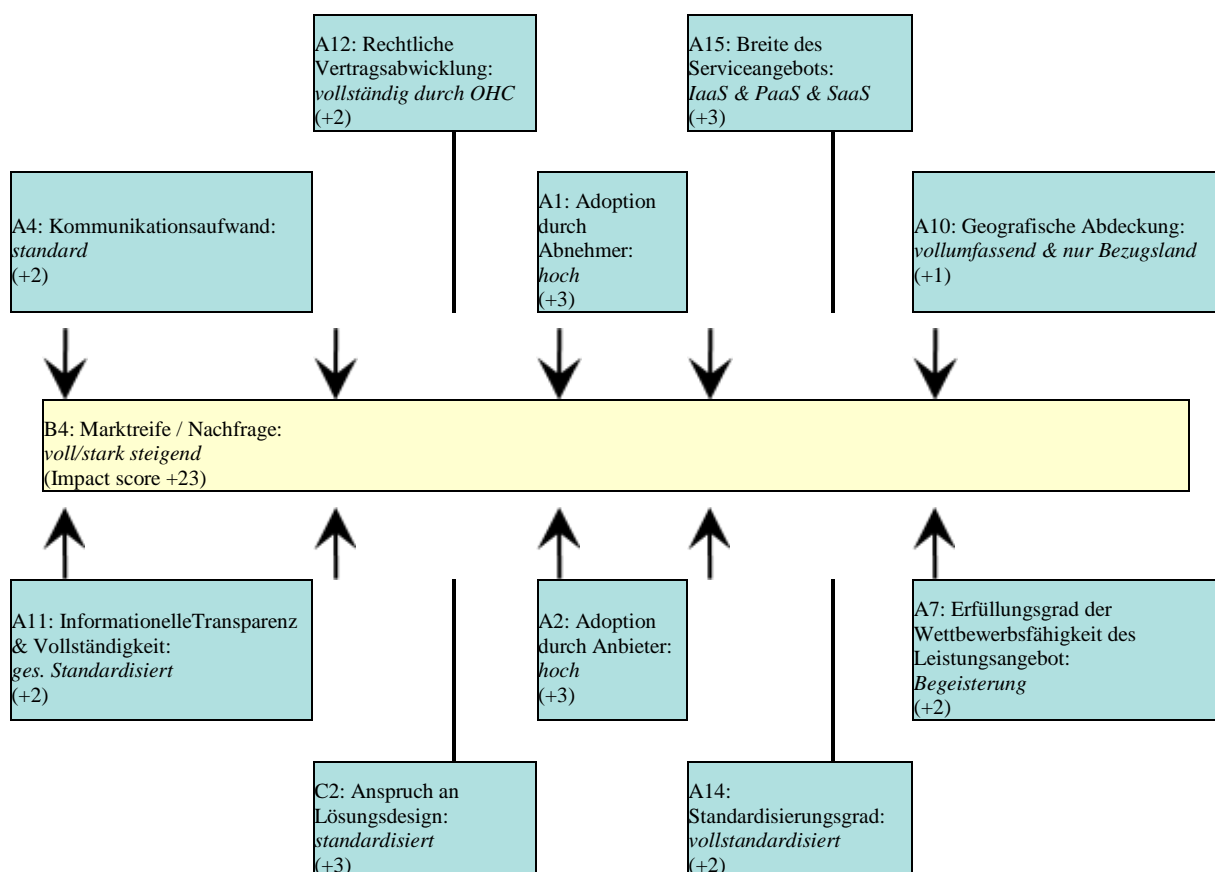 A12: Rechtliche
Vertragsabwicklung:
vollständig durch OHC
(+2)
A15: Breite des
Serviceangebots:
IaaS & PaaS & SaaS
(+3)
A4: Kommunikationsaufwand:
standard
(+2)
A1: Adoption
durch
Abnehmer:
hoch
(+3)
A10: Geografische Abdeckung:
vollumfassend & nur Bezugsland
(+1)
B4: Marktreife / Nachfrage:
voll/stark steigend
(Impact score +23)
A11: InformationelleTransparenz
& Vollständigkeit:
ges. Standardisiert
(+2)
A2: Adoption
durch Anbieter:
hoch
(+3)
A7: Erfüllungsgrad der
Wettbewerbsfähigkeit des
Leistungsangebot:
Begeisterung
(+2)
C2: Anspruch an
Lösungsdesign:
standardisiert
(+3)
A14:
Standardisierungsgrad:
vollstandardisiert
(+2)